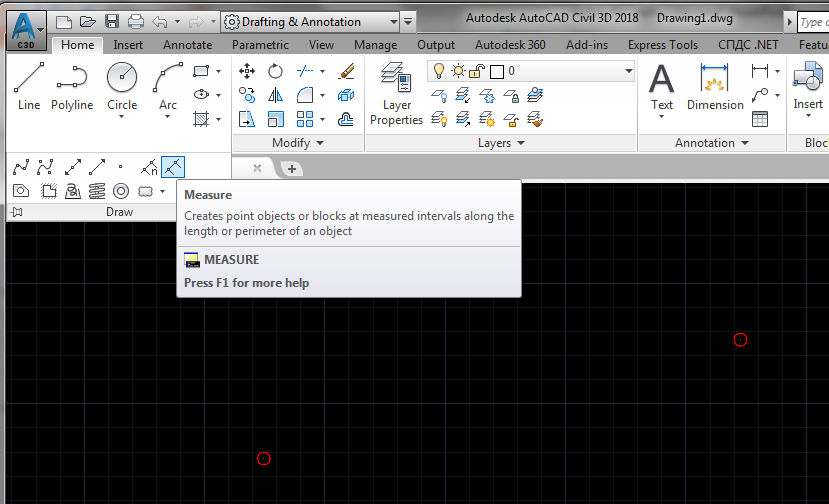 Drafting & Annotation
Autodesk AutoCAD Civil 3D 2018 Drawing1.dwg
Type
C3D
Home Insert Annotate Parametric View Manage Output Autodesk 360 Add-ins Express Tools СПДС .NET Featu
0
Line Polyline Circle Arc
Layer
Properties
Text Dimension
Insert
Modify Layers Annotation Bloc
Draw
Measure
Creates point objects or blocks at measured intervals along the
length or perimeter of an object
MEASURE
Press F1 for more help